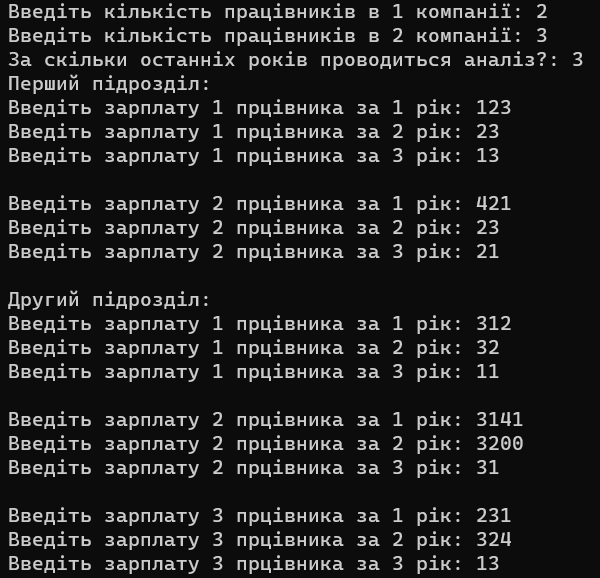 Введіть кількість працівників в 1 компанії: 2
Введіть кількість працівників в 2 компанії: 3
За скільки останніх років проводиться аналіз?: 3
Перший підрозділ:
Введіть зарплату 1 прцівника за 1 рік: 123
Введіть зарплату 1 прцівника за 2 рік: 23
Введіть зарплату 1 прцівника за 3 рік: 13
Введіть зарплату 2 прцівника за 1 рік: 421
Введіть зарплату 2 прцівника за 2 рік: 23
Введіть зарплату 2 прцівника за 3 рік: 21
Другий підрозділ:
Введіть зарплату 1 прцівника за 1 рік: 312
Введіть зарплату 1 прцівника за 2 рік: 32
Введіть зарплату 1 прцівника за 3 рік: 11
Введіть зарплату 2 прцівника за 1 рік: 3141
Введіть зарплату 2 прцівника за 2 рік: 3200
Введіть зарплату 2 прцівника за 3 рік: 31
Введіть зарплату 3 прцівника за 1 рік: 231
Введіть зарплату 3 прцівника за 2 рік: 324
Введіть зарплату 3 прцівника за 3 рік: 13